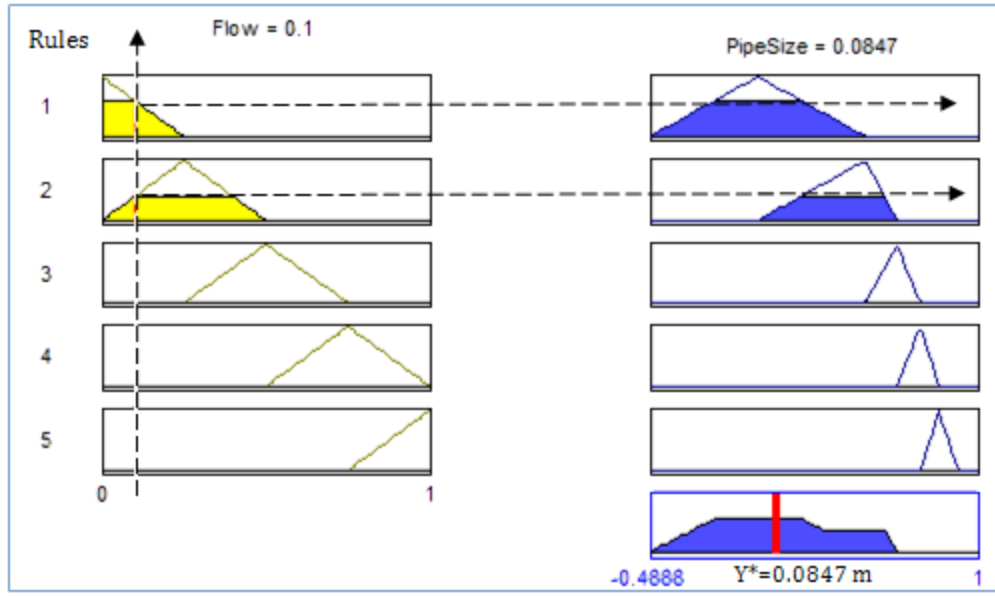 Rules
Flow = 0.1
PipeSize = 0.0847
1
2
3
4
5
0
1
-0.4888
Y*=0.0847 m
1